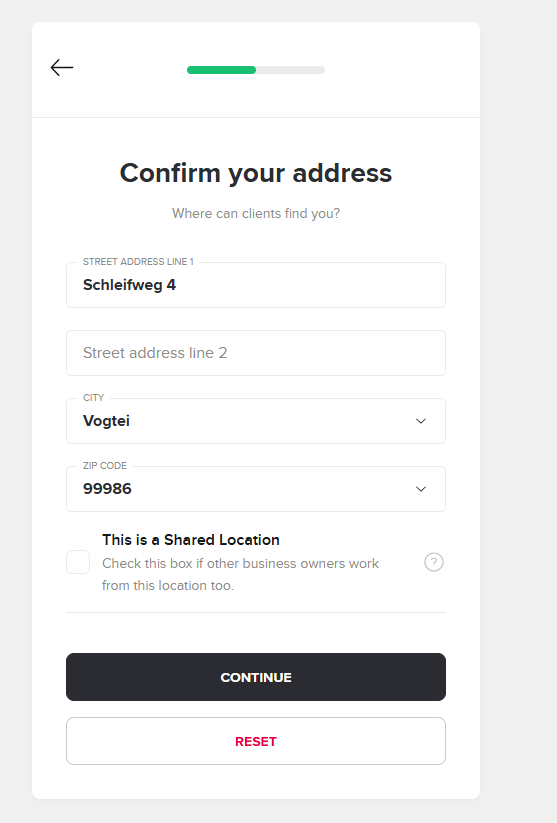 Confirm your address
Where can clients find you?
STREET ADDRESS LINE 1
Schleifweg 4
Street address line 2
CITY
Vogtei
ZIP CODE
99986
This is a Shared Location
Check this box if other business owners work
from this location too.
?
CONTINUE
RESET